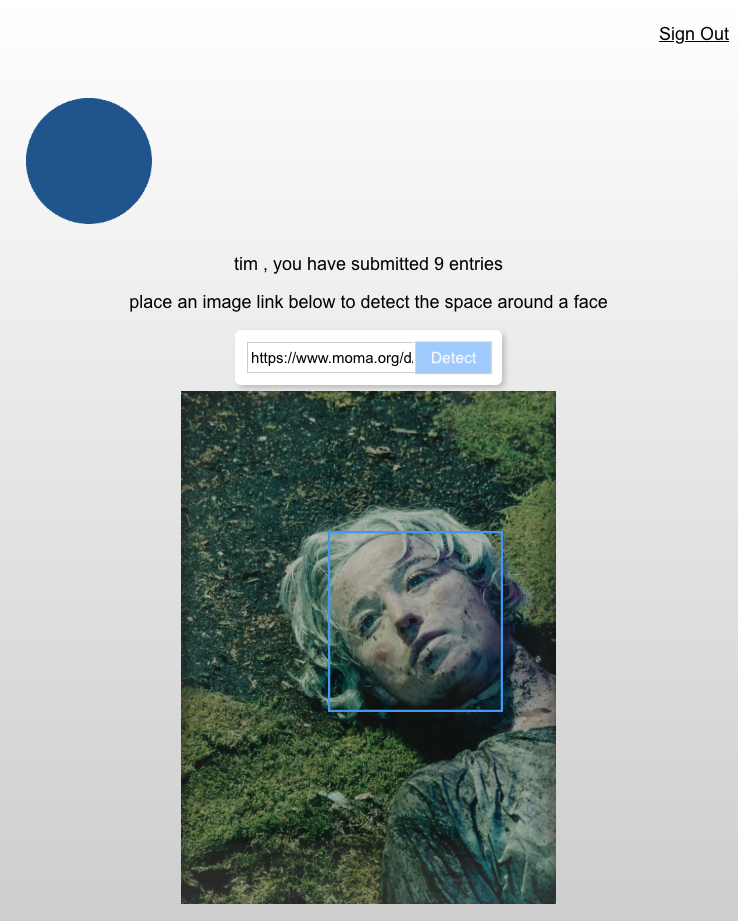 Sign Out
tim , you have submitted 9 entries
place an image link below to detect the space around a face
https://www.moma.org/d
Detect